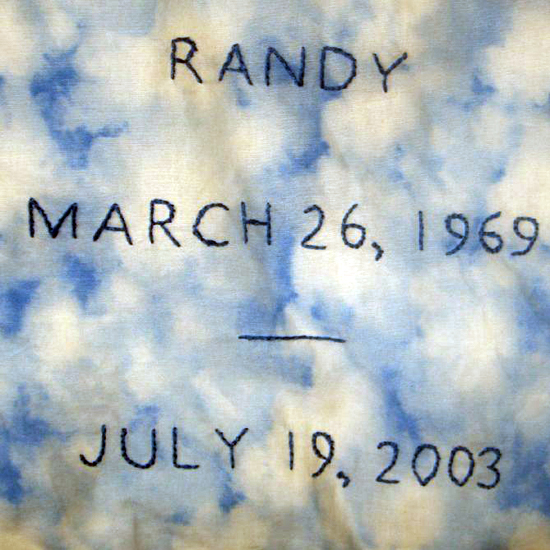 RANDY
MARCH 26, 1969
—
JULY 19, 2003